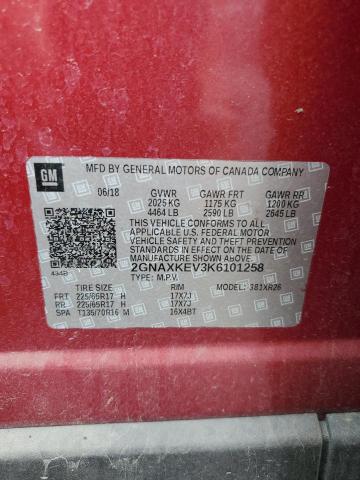 GM
MFD BY GENERAL MOTORS OF CANADA COMPANY
06/18 GVWR GAWR FRT GAWR RR
2025 KG 1175 KG 1200 KG
4464 LB 2590 LB 2645 LB
THIS VEHICLE CONFORMS TO ALL APPLICABLE
U.S. FEDERAL MOTOR VEHICLE SAFETY AND
THEFT PREVENTION STANDARDS IN EFFECT ON
THE DATE OF MANUFACTURE SHOWN ABOVE.
2GNAXKEV3K6101258
434B TYPE: M.P.V. MODEL: 381XR26
TIRE SIZE RIM
FRT 225/65R17 H 17X7J
RR 225/65R17 H 17X7J
SPA T135/70R16 M 16X4BT